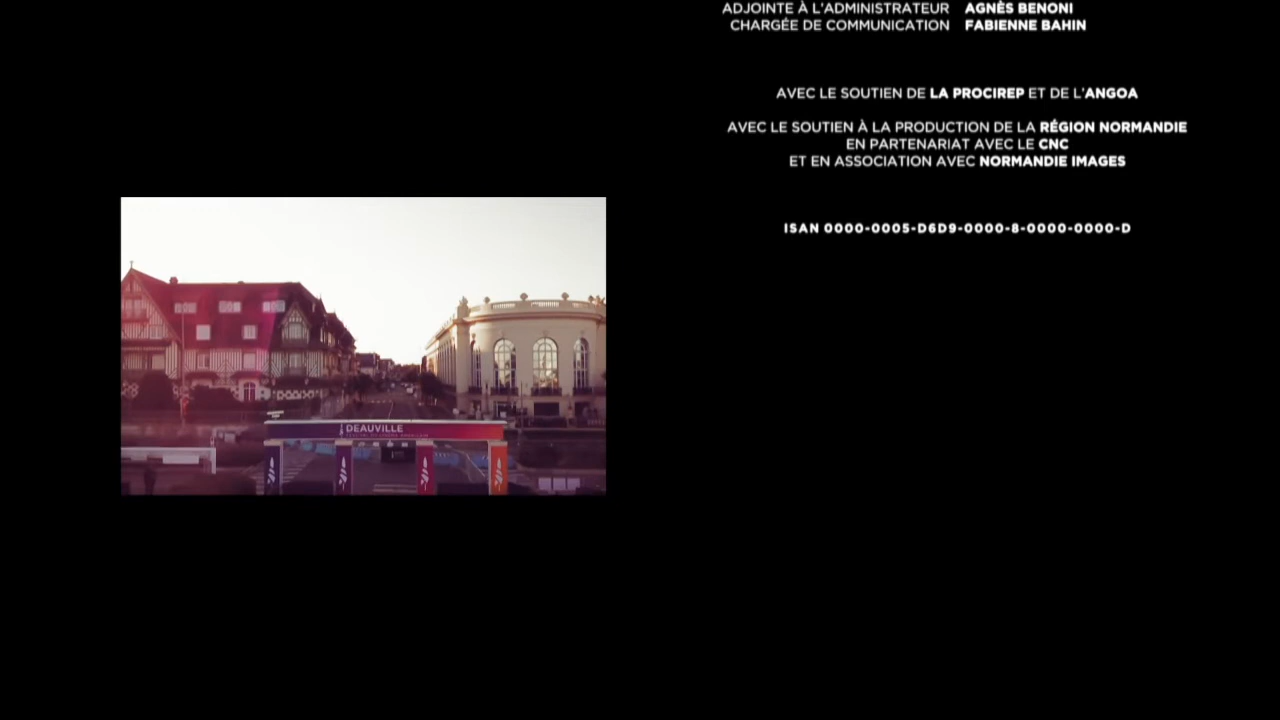 ADJOINTE À L'ADMINISTRATEUR AGNÈS BENONI
CHARGÉE DE COMMUNICATION FABIENNE BAHIN
AVEC LE SOUTIEN DE LA PROCIREP ET DE L'ANGOA
AVEC LE SOUTIEN À LA PRODUCTION DE LA RÉGION NORMANDIE
EN PARTENARIAT AVEC LE CNC
ET EN ASSOCIATION AVEC NORMANDIE IMAGES
ISAN 0000-0005-D6D9-0000-8-0000-0000-D
DEAUVILLE